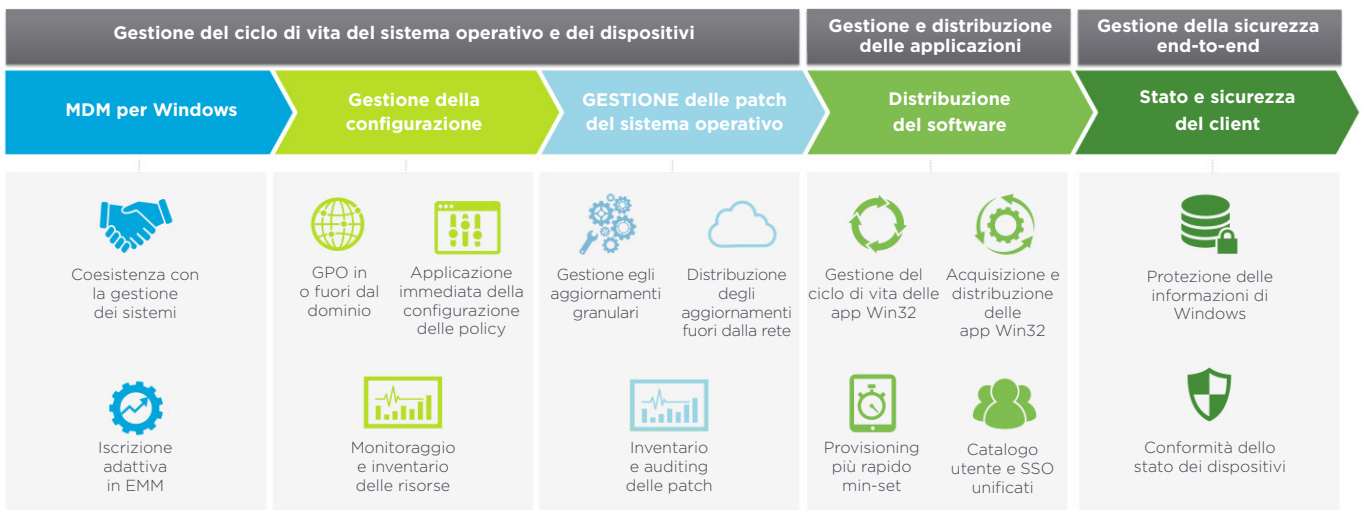 Gestione del ciclo di vita del sistema operativo e dei dispositivi
Gestione e distribuzione
delle applicazioni
Gestione della sicurezza
end-to-end
MDM per Windows
Gestione della
configurazione
GESTIONE delle patch
del sistema operativo
Distribuzione
del software
Stato e sicurezza
del client
Coesistenza con
la gestione
dei sistemi
GPO in
o fuori dal
dominio
Applicazione
immediata della
configurazione
delle policy
Gestione egli
aggiornamenti
granulari
Distribuzione
degli
aggiornamenti
fuori dalla rete
Gestione del
ciclo di vita delle
app Win32
Acquisizione e
distribuzione
delle
app Win32
Protezione delle
informazioni di
Windows
Iscrizione
adattiva
in EMM
Monitoraggio
e inventario
delle risorse
Inventario
e auditing
delle patch
Provisioning
più rapido
min-set
Catalogo
utente e SSO
unificati
Conformità dello
stato dei dispositivi